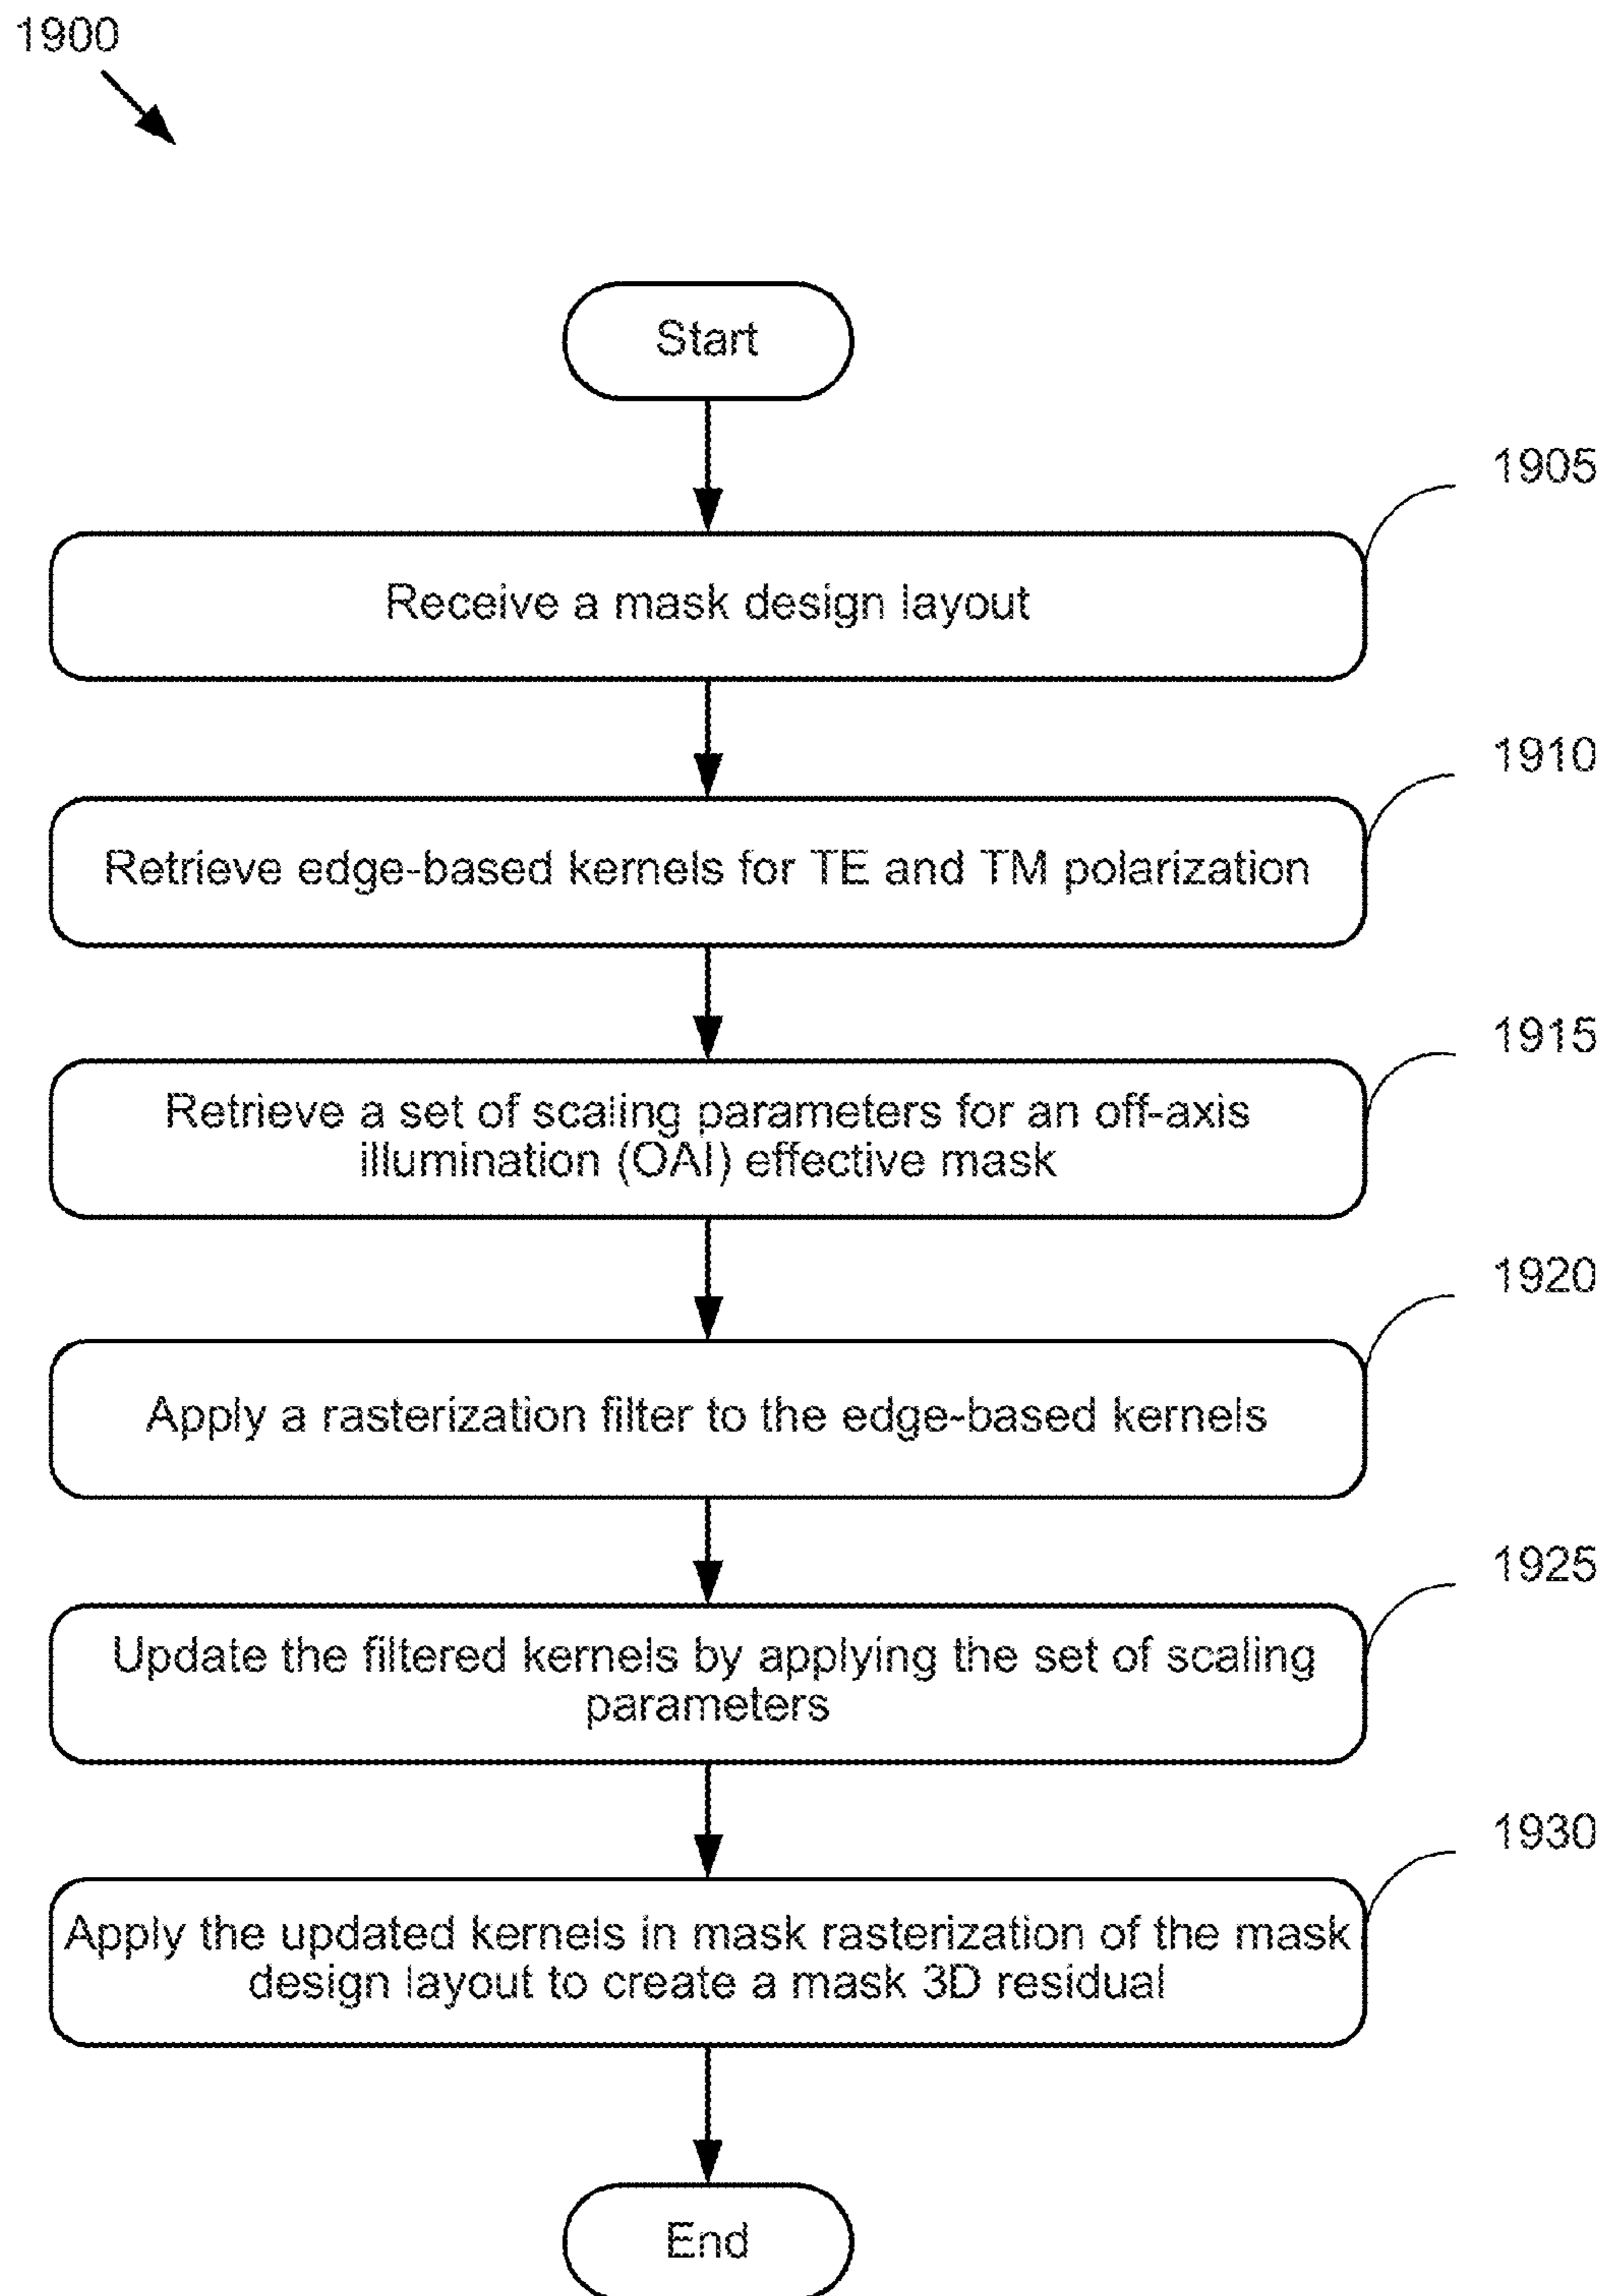 1900
Start
1905
Receive a mask design layout
1910
Retrieve edge-based kernels for TE and TM polarization
1915
Retrieve a set of scaling parameters for an off-axis
illumination (OAI) effective mask
1920
Apply a rasterization filter to the edge-based kernels
1925
Update the filtered kernels by applying the set of scaling
parameters
1930
Apply the updated kernels in mask rasterization of the mask
design layout to create a mask 3D residual
End